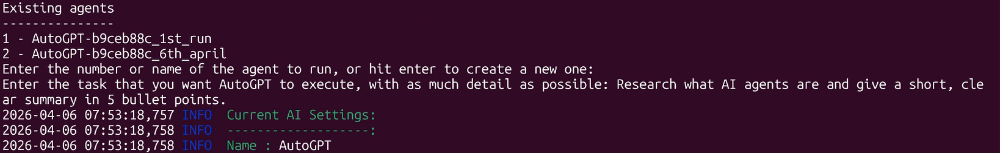 Existing agents
---------------
1 - AutoGPT-b9ceb88c_1st_run
2 - AutoGPT-b9ceb88c_6th_april
Enter the number or name of the agent to run, or hit enter to create a new one:
Enter the task that you want AutoGPT to execute, with as much detail as possible: Research what AI agents are and give a short, cle
ar summary in 5 bullet points.
2026-04-06 07:53:18,757 INFO  Current AI Settings:
2026-04-06 07:53:18,758 INFO  -------------------:
2026-04-06 07:53:18,758 INFO  Name : AutoGPT